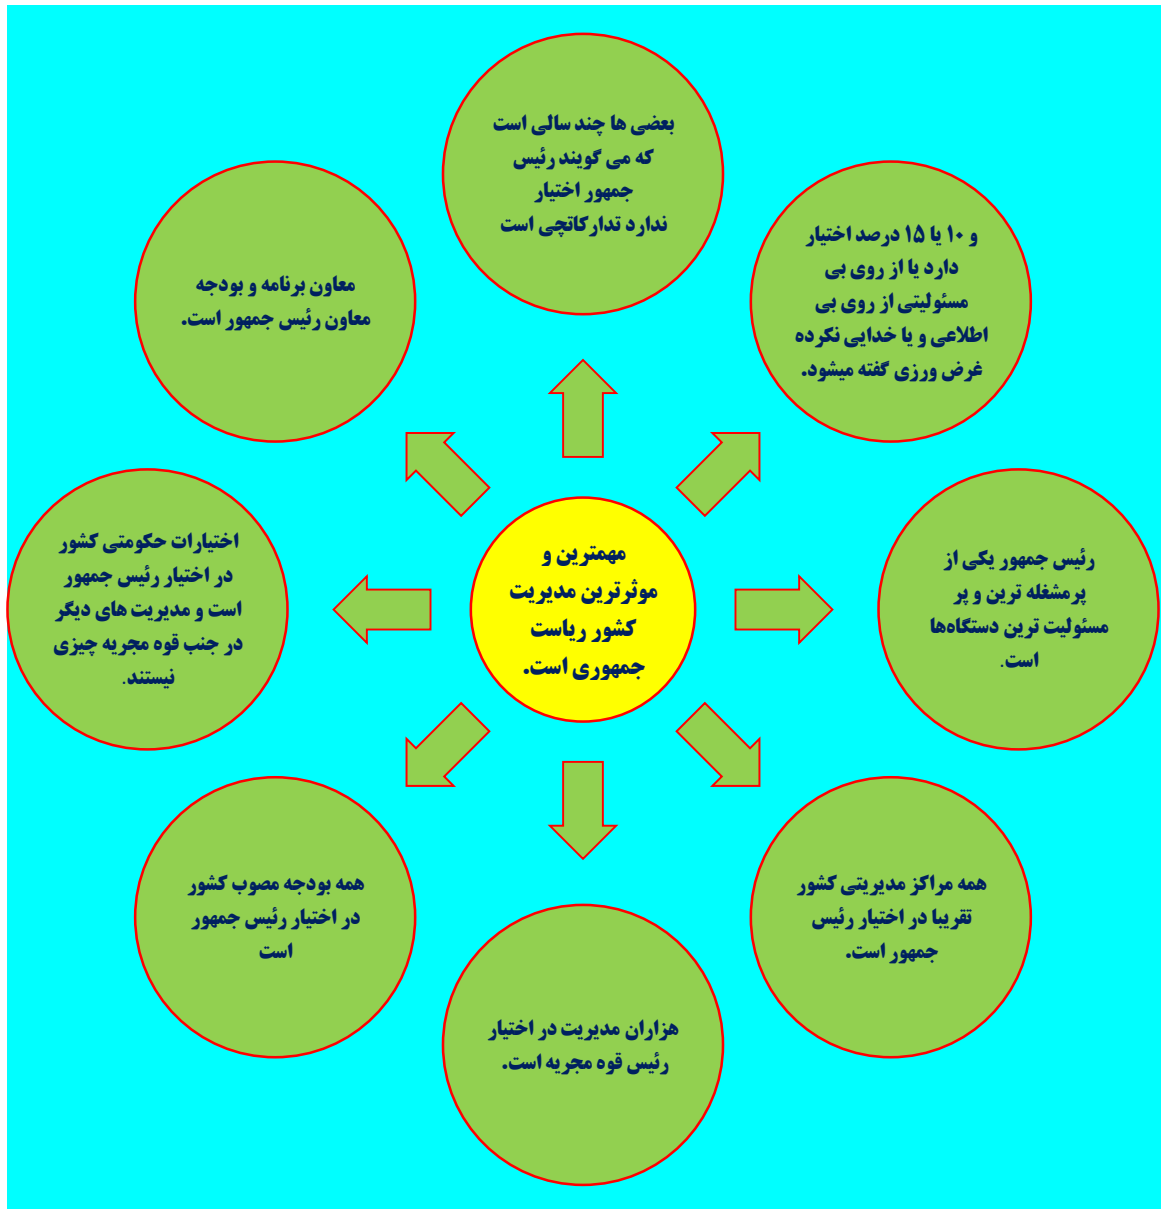 بعضی ها چند سالی است
که می گویند رئیس
جمهور اختیار
ندارد تدارکاتچی است
و ۱۰ یا ۱۵ درصد اختیار
دارد یا از روی بی
مسئولیتی از روی بی
اطلاعی و یا خدایی نکرده
غرض ورزی گفته میشود.
رئیس جمهور یکی از
پرمشغله ترین و پر
مسئولیت ترین دستگاه‌ها
است.
همه مراکز مدیریتی کشور
تقریبا در اختیار رئیس
جمهور است.
هزاران مدیریت در اختیار
رئیس قوه مجریه است.
همه بودجه مصوب کشور
در اختیار رئیس جمهور
است
اختیارات حکومتی کشور
در اختیار رئیس جمهور
است و مدیریت های دیگر
در جنب قوه مجریه چیزی
نیستند.
معاون برنامه و بودجه
معاون رئیس جمهور است.
مهمترین و
موثرترین مدیریت
کشور ریاست
جمهوری است.